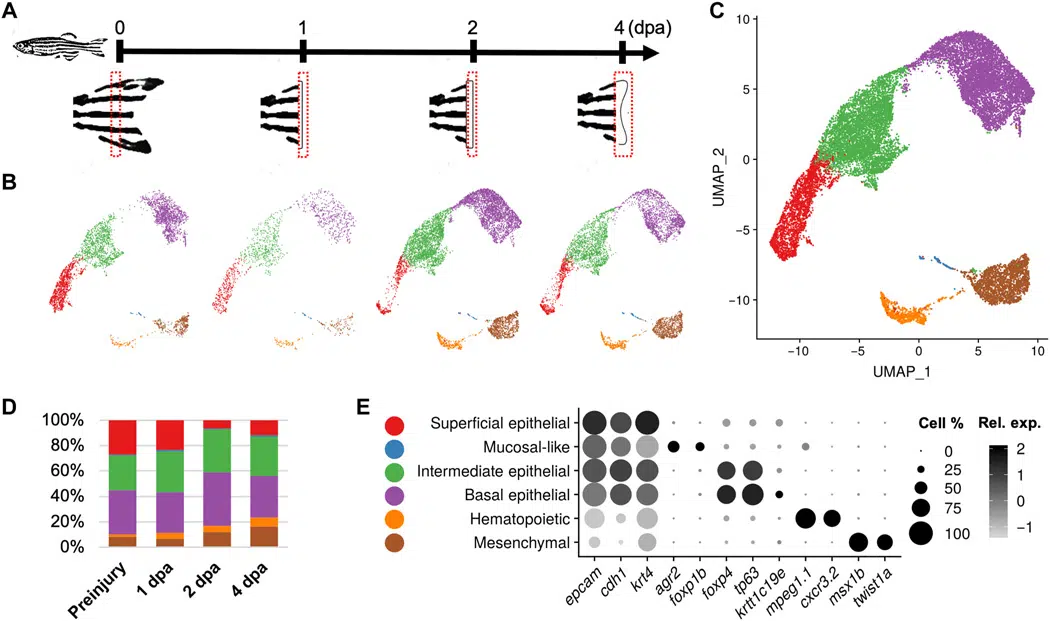 A
0 1 2 4 (dpa)
B
C
10
5
0
−5
−10
UMAP_2
−10 −5 0 5 10
UMAP_1
D
100%
80%
60%
40%
20%
0%
Preinjury
1 dpa
2 dpa
4 dpa
E
Superficial epithelial
Mucosal-like
Intermediate epithelial
Basal epithelial
Hematopoietic
Mesenchymal
epcam
cdh1
krt4
agr2
foxp1b
foxp4
tp63
krtt1c19e
mpeg1.1
cxcr3.2
msx1b
twist1a
Cell %
0
25
50
75
100
Rel. exp.
2
1
0
−1